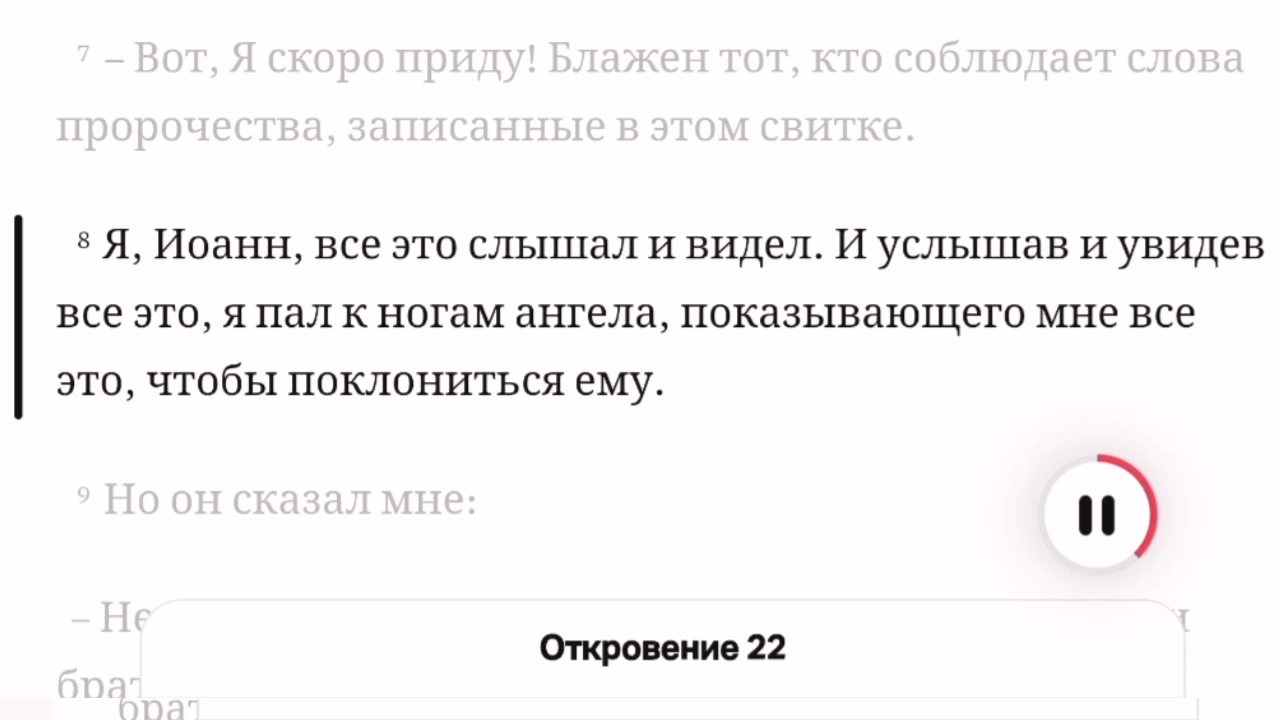 7 – Вот, Я скоро приду! Блажен тот, кто соблюдает слова
пророчества, записанные в этом свитке.
8 Я, Иоанн, все это слышал и видел. И услышав и увидев
все это, я пал к ногам ангела, показывающего мне все
это, чтобы поклониться ему.
9 Но он сказал мне:
– Не
Откровение 22